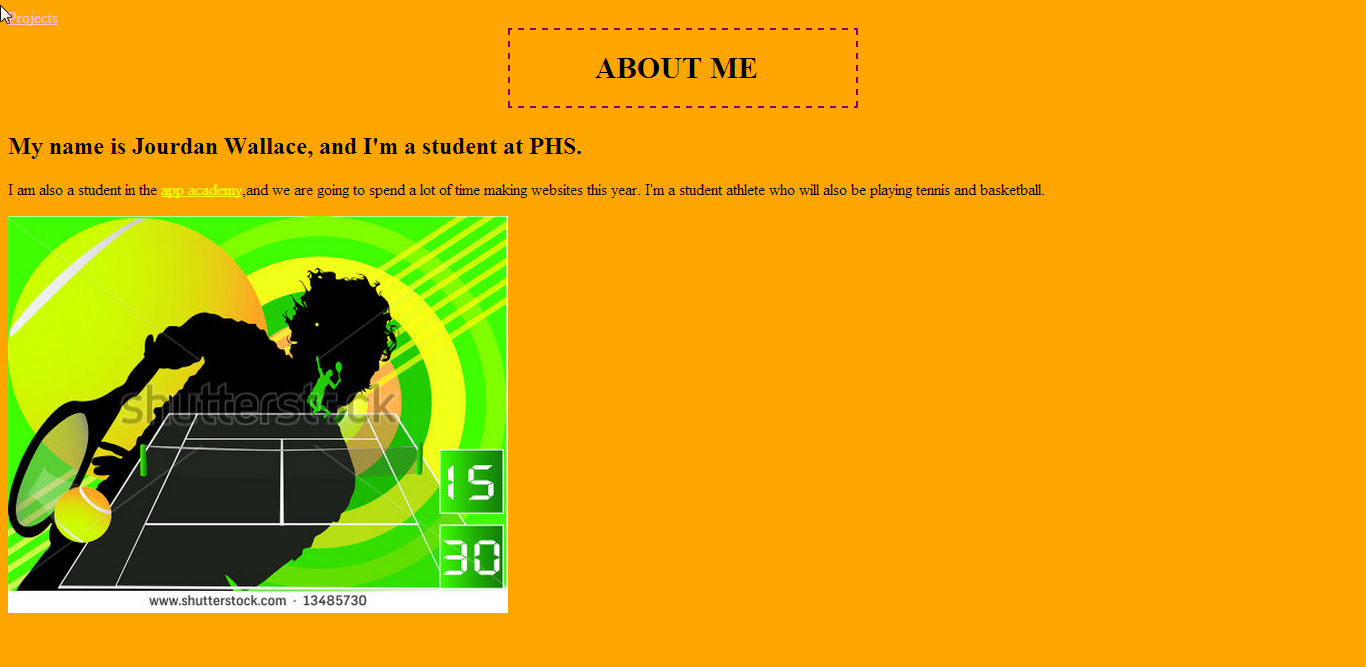 Projects
ABOUT ME
My name is Jourdan Wallace, and I'm a student at PHS.
I am also a student in the app academy,and we are going to spend a lot of time making websites this year. I'm a student athlete who will also be playing tennis and basketball.
shutterstock
15
30
www.shutterstock.com · 13485730